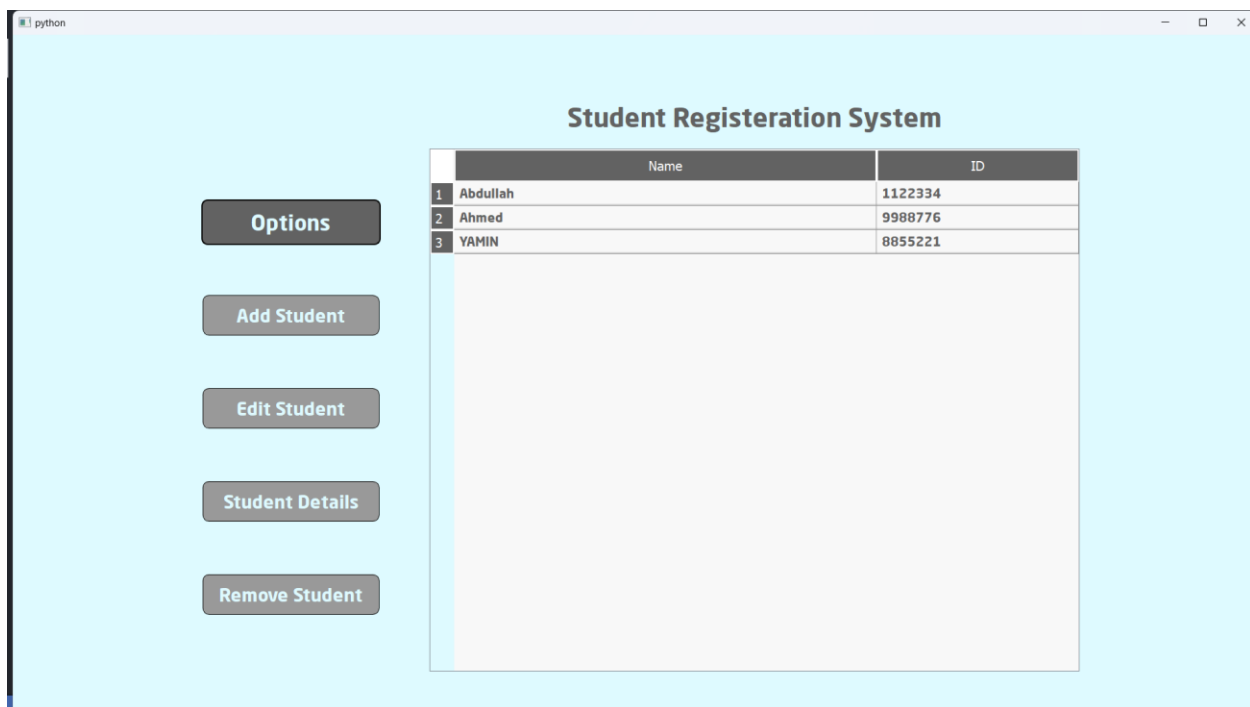 python
Student Registeration System
Name ID
1 Abdullah 1122334
2 Ahmed 9988776
3 YAMIN 8855221
Options
Add Student
Edit Student
Student Details
Remove Student